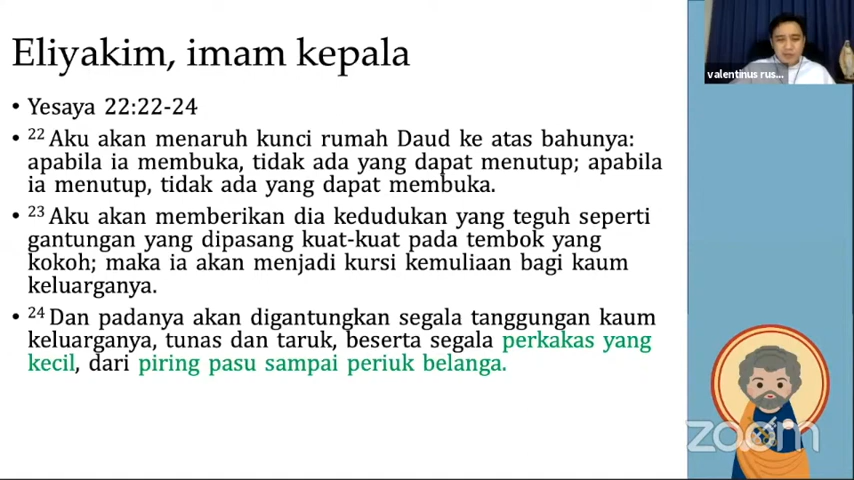 Eliyakim, imam kepala
• Yesaya 22:22-24
• 22 Aku akan menaruh kunci rumah Daud ke atas bahunya:
apabila ia membuka, tidak ada yang dapat menutup; apabila
ia menutup, tidak ada yang dapat membuka.
• 23 Aku akan memberikan dia kedudukan yang teguh seperti
gantungan yang dipasang kuat-kuat pada tembok yang
kokoh; maka ia akan menjadi kursi kemuliaan bagi kaum
keluarganya.
• 24 Dan padanya akan digantungkan segala tanggungan kaum
keluarganya, tunas dan taruk, beserta segala perkakas yang
kecil, dari piring pasu sampai periuk belanga.
valentinus rus...
zoom